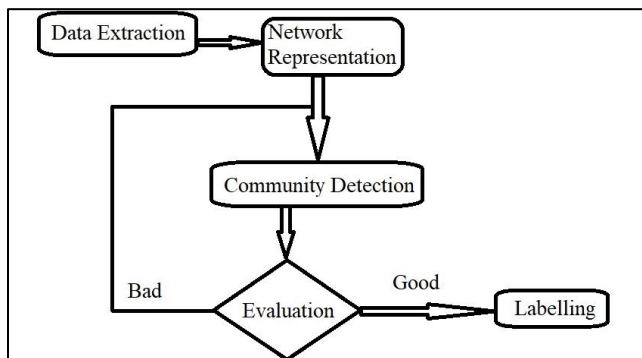 Data Extraction
Network
Representation
Community Detection
Bad
Evaluation
Good
Labelling